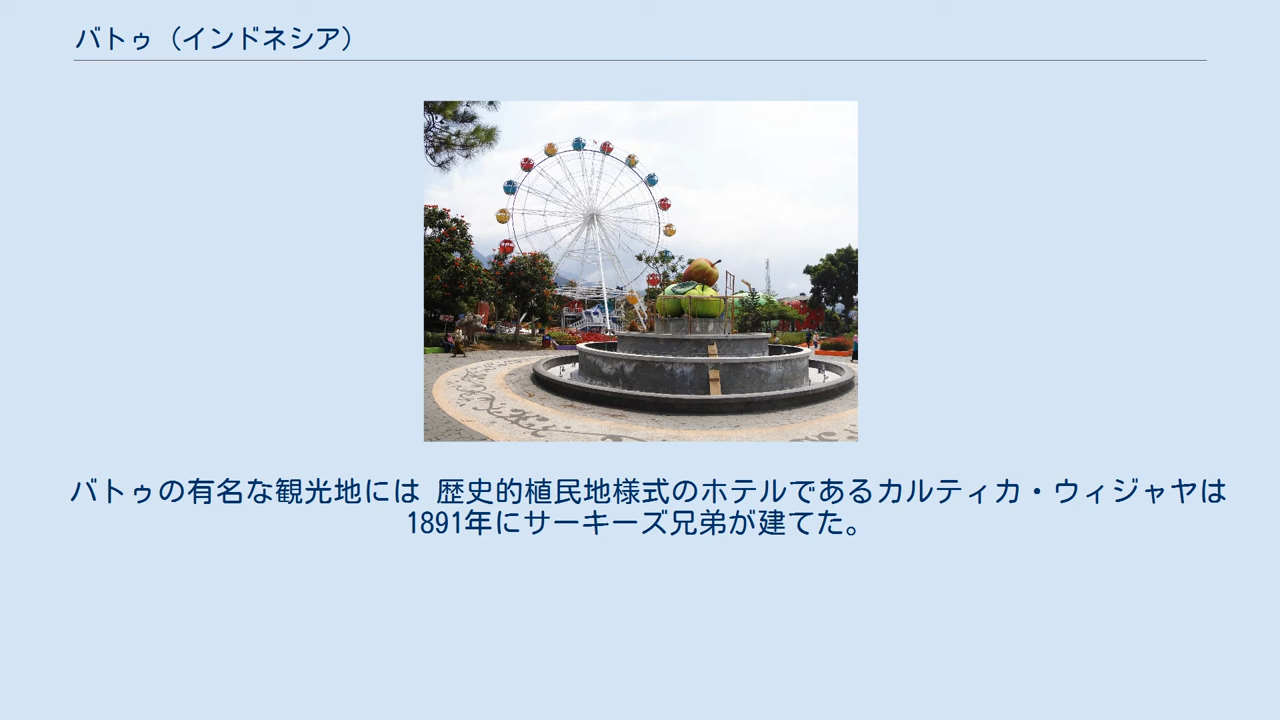 バトゥ（インドネシア）
バトゥの有名な観光地には 歴史的植民地様式のホテルであるカルティカ・ウィジャヤは
1891年にサーキーズ兄弟が建てた。